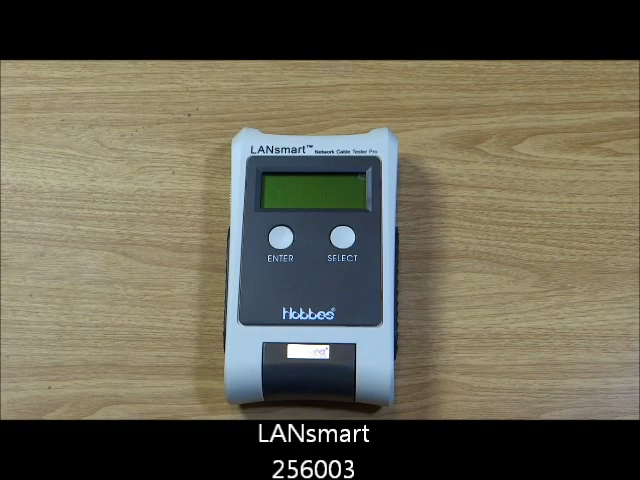 LANsmart™ Network Cable Tester Pro
ENTER SELECT
Hobbes®
LANsmart
256003